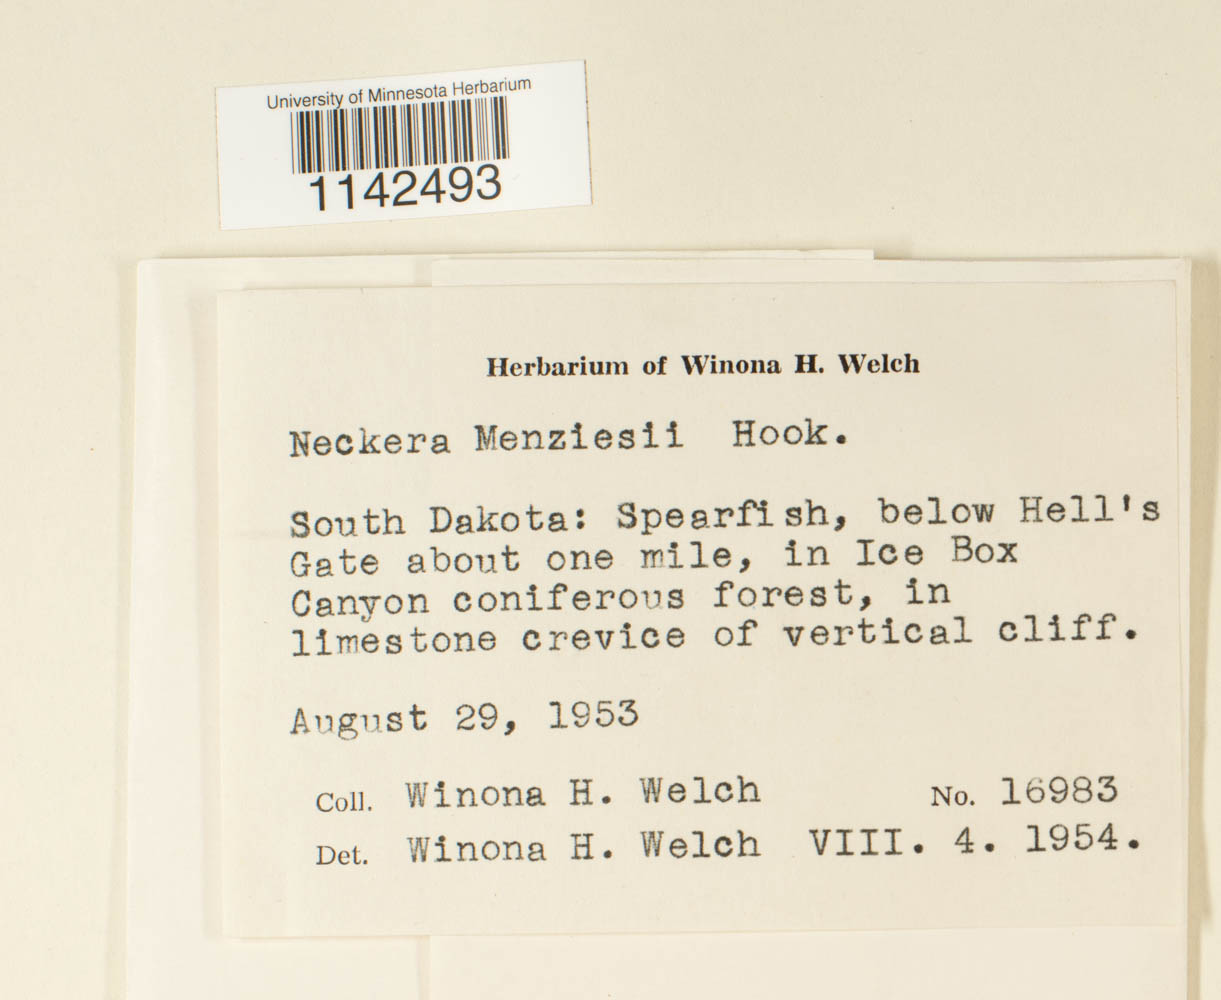 University of Minnesota Herbarium
1142493
Herbarium of Winona H. Welch
Neckera Menziesii Hook.
South Dakota: Spearfish, below Hell's
Gate about one mile, in Ice Box
Canyon coniferous forest, in
limestone crevice of vertical cliff.
August 29, 1953
Coll. Winona H. Welch No. 16983
Det. Winona H. Welch VIII. 4. 1954.